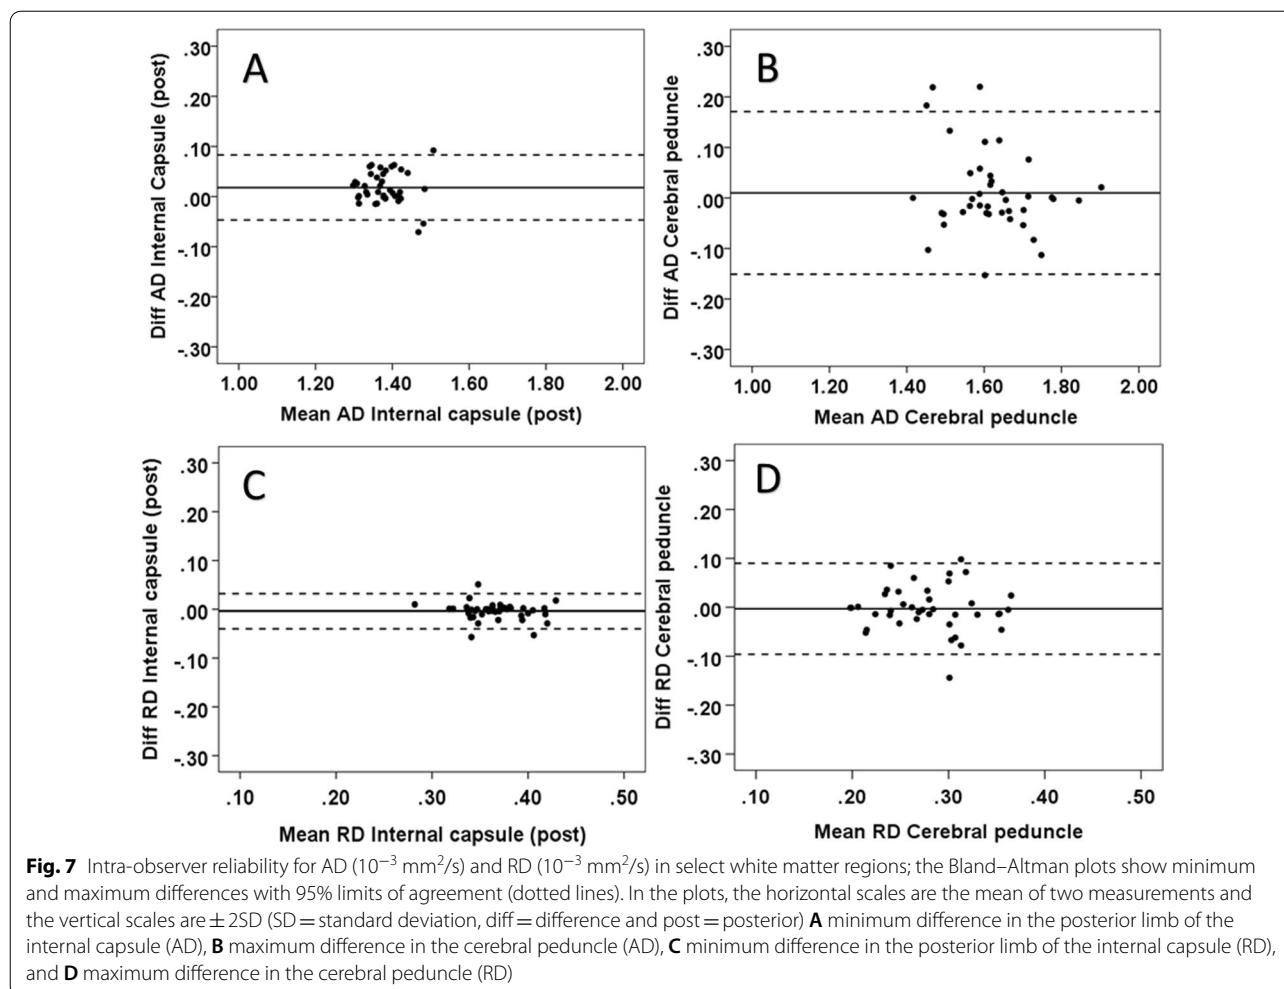 A
.30
.20
.10
.00
-.10
-.20
-.30
Diff AD Internal Capsule (post)
1.00 1.20 1.40 1.60 1.80 2.00
Mean AD Internal capsule (post)
B
.30
.20
.10
.00
-.10
-.20
-.30
Diff AD Cerebral peduncle
1.00 1.20 1.40 1.60 1.80 2.00
Mean AD Cerebral peduncle
C
.30
.20
.10
.00
-.10
-.20
-.30
Diff RD Internal capsule (post)
.10 .20 .30 .40 .50
Mean RD Internal capsule (post)
D
.30
.20
.10
.00
-.10
-.20
-.30
Diff RD Cerebral peduncle
.10 .20 .30 .40 .50
Mean RD Cerebral peduncle
Fig. 7 Intra-observer reliability for AD (10⁻³ mm²/s) and RD (10⁻³ mm²/s) in select white matter regions; the Bland–Altman plots show minimum
and maximum differences with 95% limits of agreement (dotted lines). In the plots, the horizontal scales are the mean of two measurements and
the vertical scales are ± 2SD (SD = standard deviation, diff = difference and post = posterior) A minimum difference in the posterior limb of the
internal capsule (AD), B maximum difference in the cerebral peduncle (AD), C minimum difference in the posterior limb of the internal capsule (RD),
and D maximum difference in the cerebral peduncle (RD)